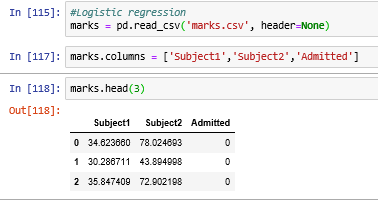 In [115]: #Logistic regression
marks = pd.read_csv('marks.csv', header=None)
In [117]: marks.columns = ['Subject1','Subject2','Admitted']
In [118]: marks.head(3)
Out[118]:
Subject1 Subject2 Admitted
0 34.623660 78.024693 0
1 30.286711 43.894998 0
2 35.847409 72.902198 0